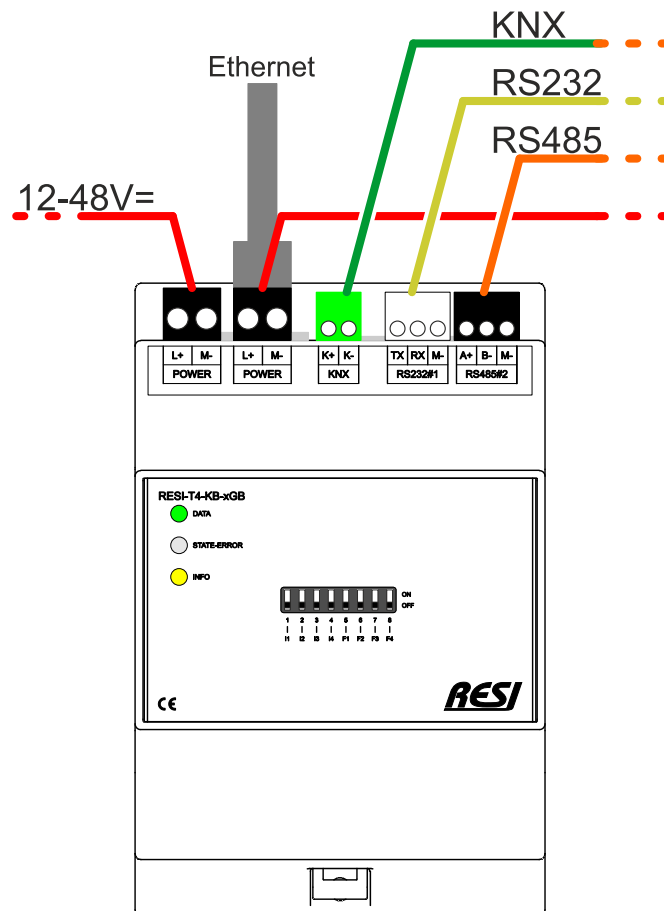 KNX
Ethernet
RS232
RS485
12-48V=
L+ M- L+ M- K+ K- TX RX M- A+ B- M-
POWER POWER KNX RS232#1 RS485#2
RESI-T4-KB-xGB
DATA
STATE-ERROR
INFO
ON
OFF
1 2 3 4 5 6 7 8
I1 I2 I3 I4 F1 F2 F3 F4
CE
RESI